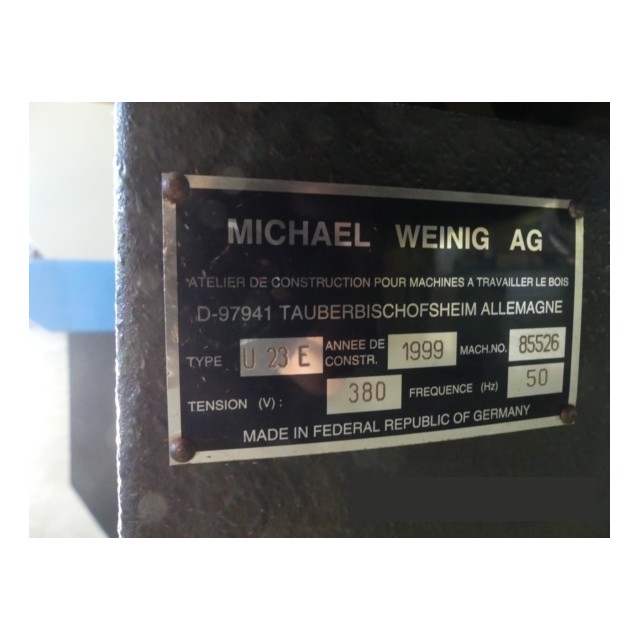 MICHAEL WEINIG AG
ATELIER DE CONSTRUCTION POUR MACHINES A TRAVAILLER LE BOIS
D-97941 TAUBERBISCHOFSHEIM ALLEMAGNE
TYPE U 23 E ANNEE DE CONSTR. 1999 MACH.NO. 85526
TENSION (V): 380 FREQUENCE (Hz) 50
MADE IN FEDERAL REPUBLIC OF GERMANY